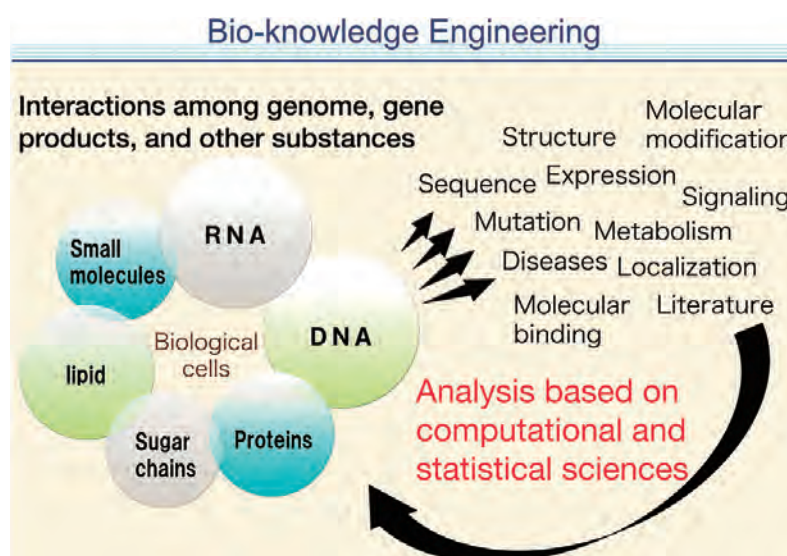 Bio-knowledge Engineering
Interactions among genome, gene
products, and other substances
RNA
Small
molecules
DNA
Biological
cells
lipid
Sugar
chains
Proteins
Molecular
modification
Structure
Sequence
Expression
Signaling
Mutation
Metabolism
Diseases
Localization
Molecular
binding
Literature
Analysis based on
computational and
statistical sciences